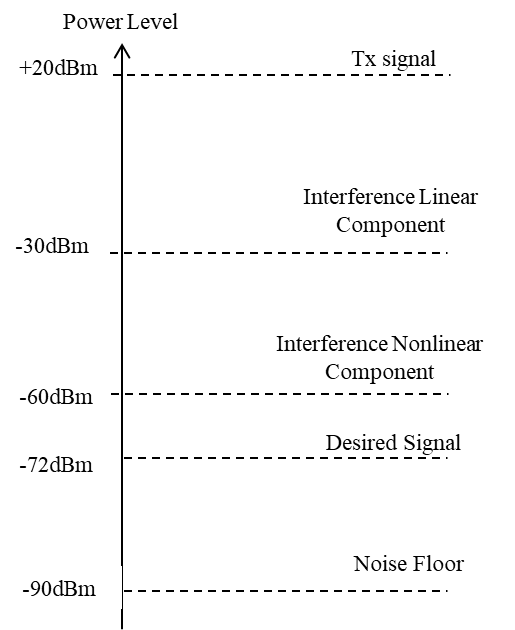 Power Level
+20dBm
Tx signal
Interference Linear
Component
-30dBm
Interference Nonlinear
Component
-60dBm
Desired Signal
-72dBm
Noise Floor
-90dBm